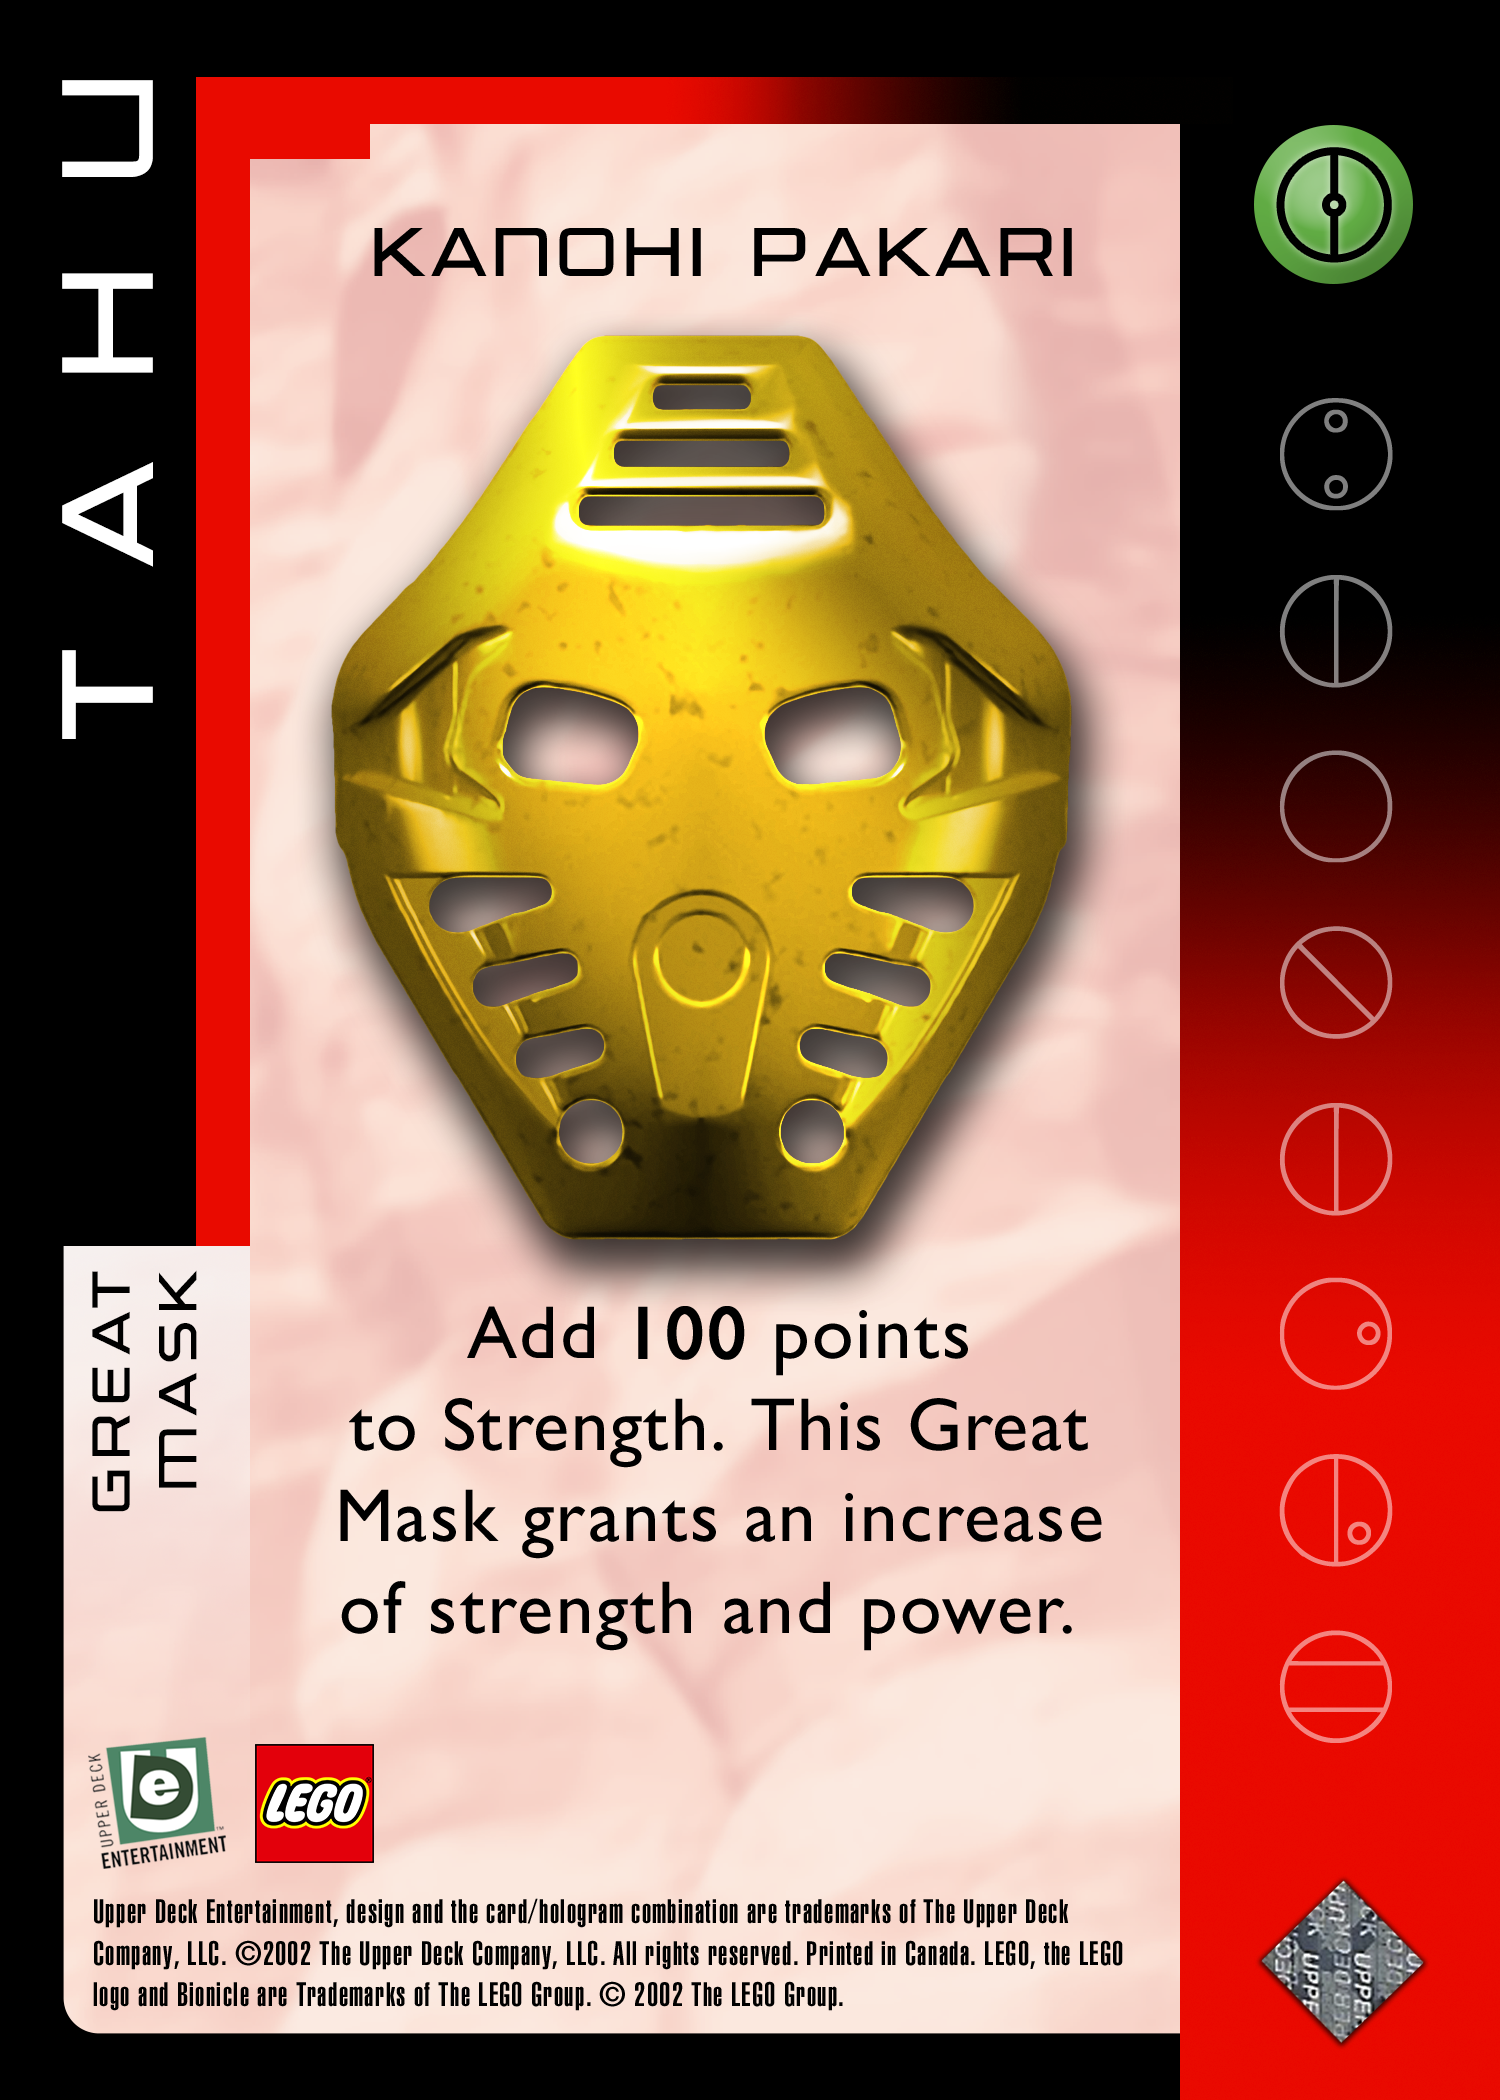 TAHU
KANOHI PAKARI
GREAT
MASK
Add 100 points
to Strength. This Great
Mask grants an increase
of strength and power.
UPPER DECK
ENTERTAINMENT™
LEGO
Upper Deck Entertainment, design and the card/hologram combination are trademarks of The Upper Deck
Company, LLC. ©2002 The Upper Deck Company, LLC. All rights reserved. Printed in Canada. LEGO, the LEGO
logo and Bionicle are Trademarks of The LEGO Group. © 2002 The LEGO Group.